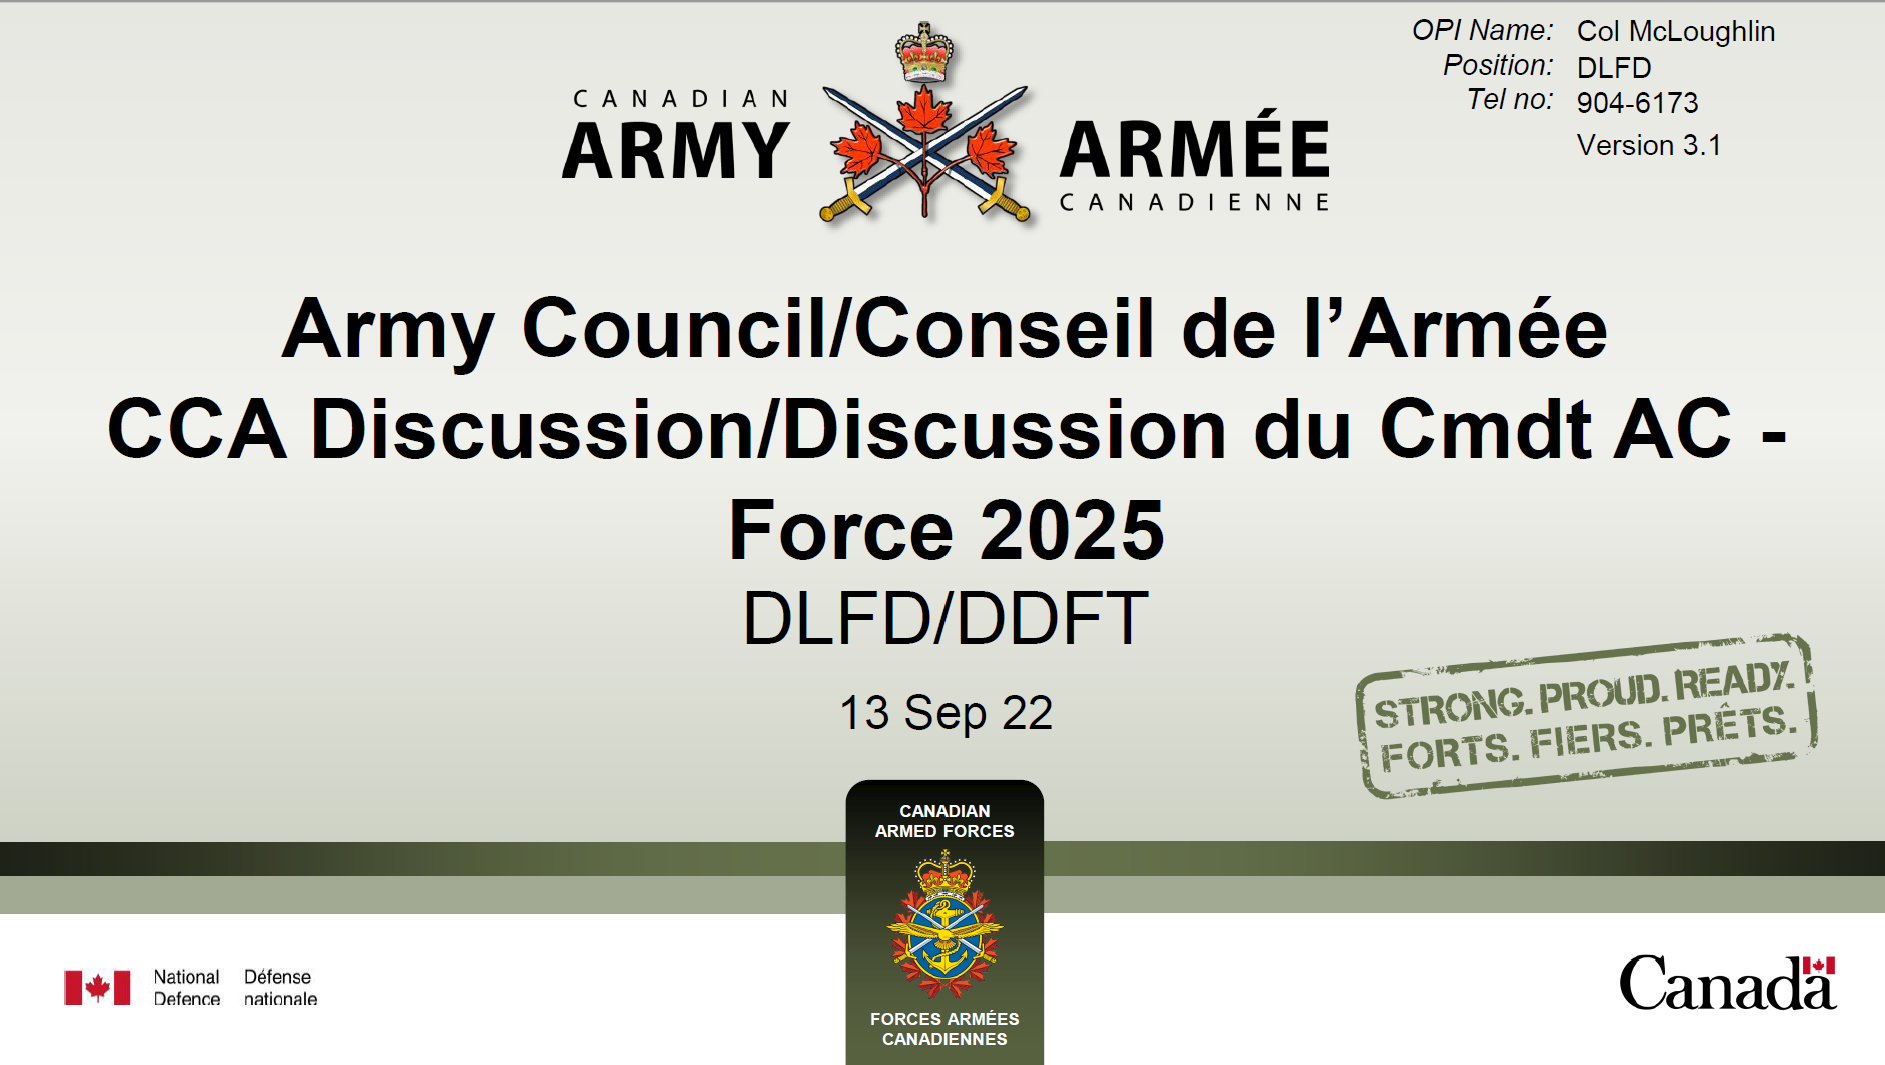 OPI Name: Col McLoughlin
Position: DLFD
Tel no: 904-6173
Version 3.1
CANADIAN
ARMY
ARMÉE
CANADIENNE
Army Council/Conseil de l’Armée
CCA Discussion/Discussion du Cmdt AC -
Force 2025
DLFD/DDFT
13 Sep 22
STRONG. PROUD. READY.
FORTS. FIERS. PRÊTS.
CANADIAN
ARMED FORCES
FORCES ARMÉES
CANADIENNES
National Défense
Defence nationale
Canada